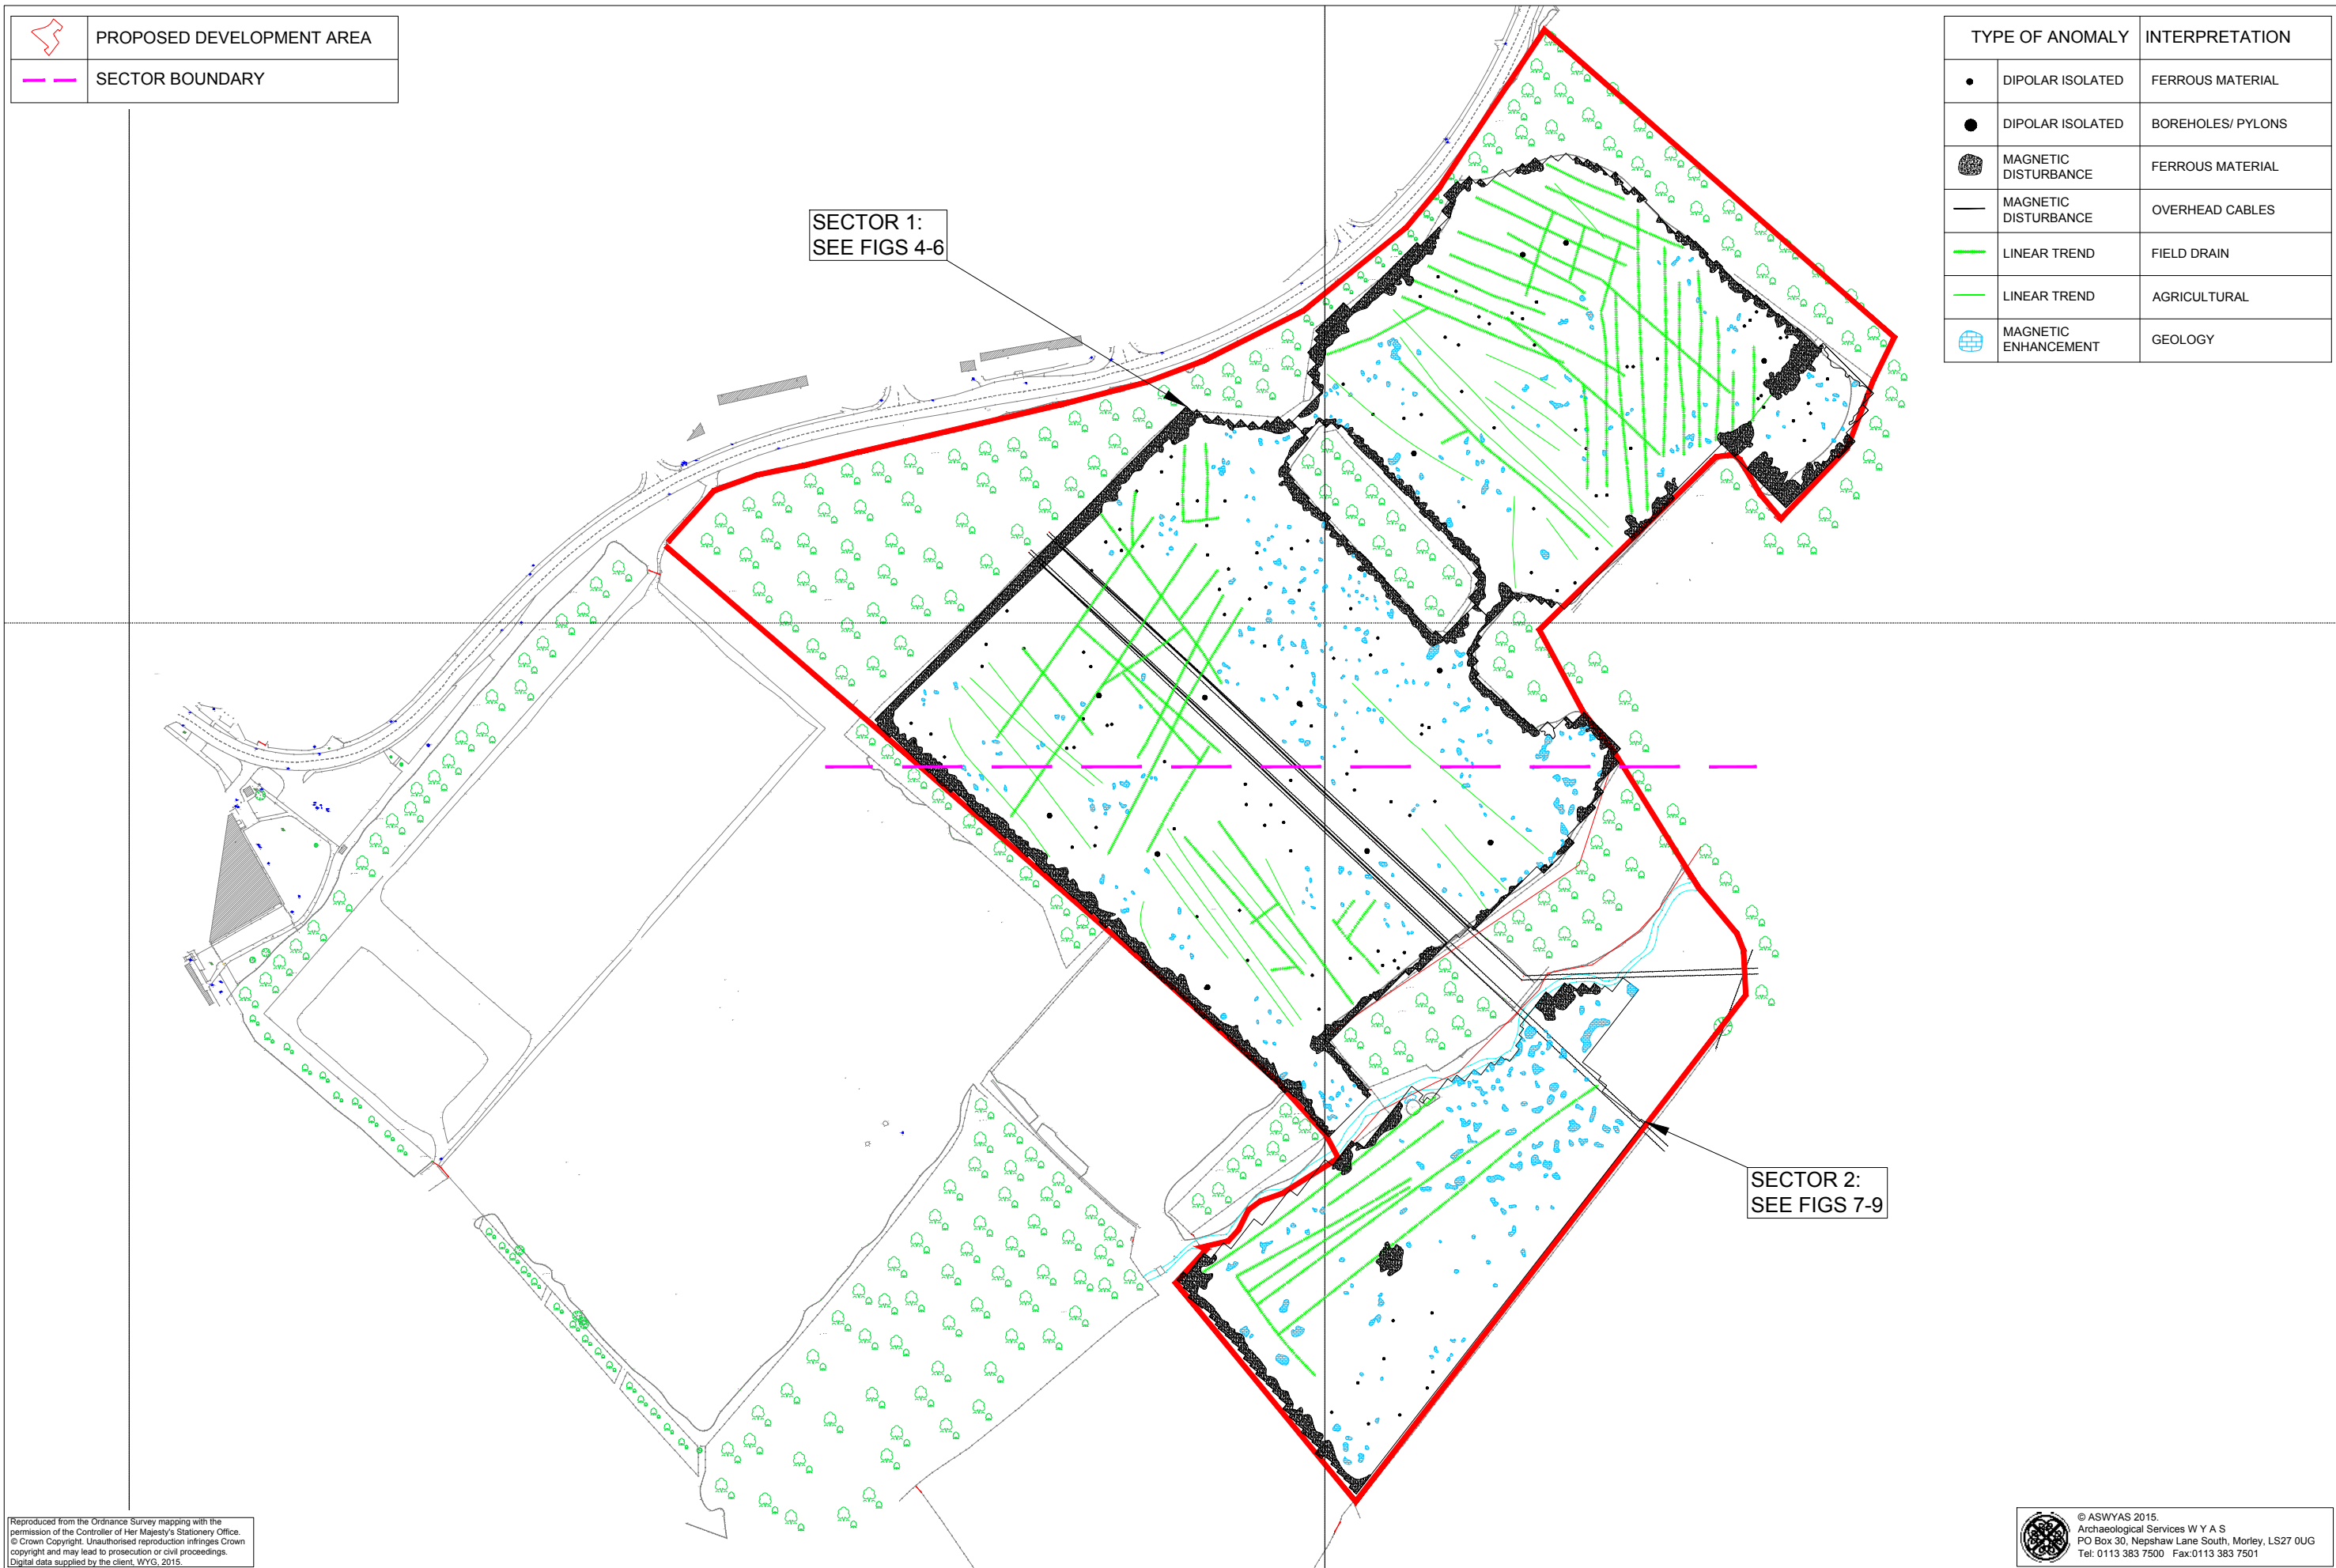 PROPOSED DEVELOPMENT AREA
SECTOR BOUNDARY
TYPE OF ANOMALY INTERPRETATION
DIPOLAR ISOLATED FERROUS MATERIAL
DIPOLAR ISOLATED BOREHOLES/ PYLONS
MAGNETIC
DISTURBANCE
FERROUS MATERIAL
MAGNETIC
DISTURBANCE
OVERHEAD CABLES
LINEAR TREND FIELD DRAIN
LINEAR TREND AGRICULTURAL
MAGNETIC
ENHANCEMENT
GEOLOGY
SECTOR 1:
SEE FIGS 4-6
SECTOR 2:
SEE FIGS 7-9
Reproduced from the Ordnance Survey mapping with the
permission of the Controller of Her Majesty's Stationery Office.
© Crown Copyright. Unauthorised reproduction infringes Crown
copyright and may lead to prosecution or civil proceedings.
Digital data supplied by the client, WYG, 2015.
© ASWYAS 2015.
Archaeological Services W Y A S
PO Box 30, Nepshaw Lane South, Morley, LS27 0UG
Tel: 0113 383 7500 Fax:0113 383 7501